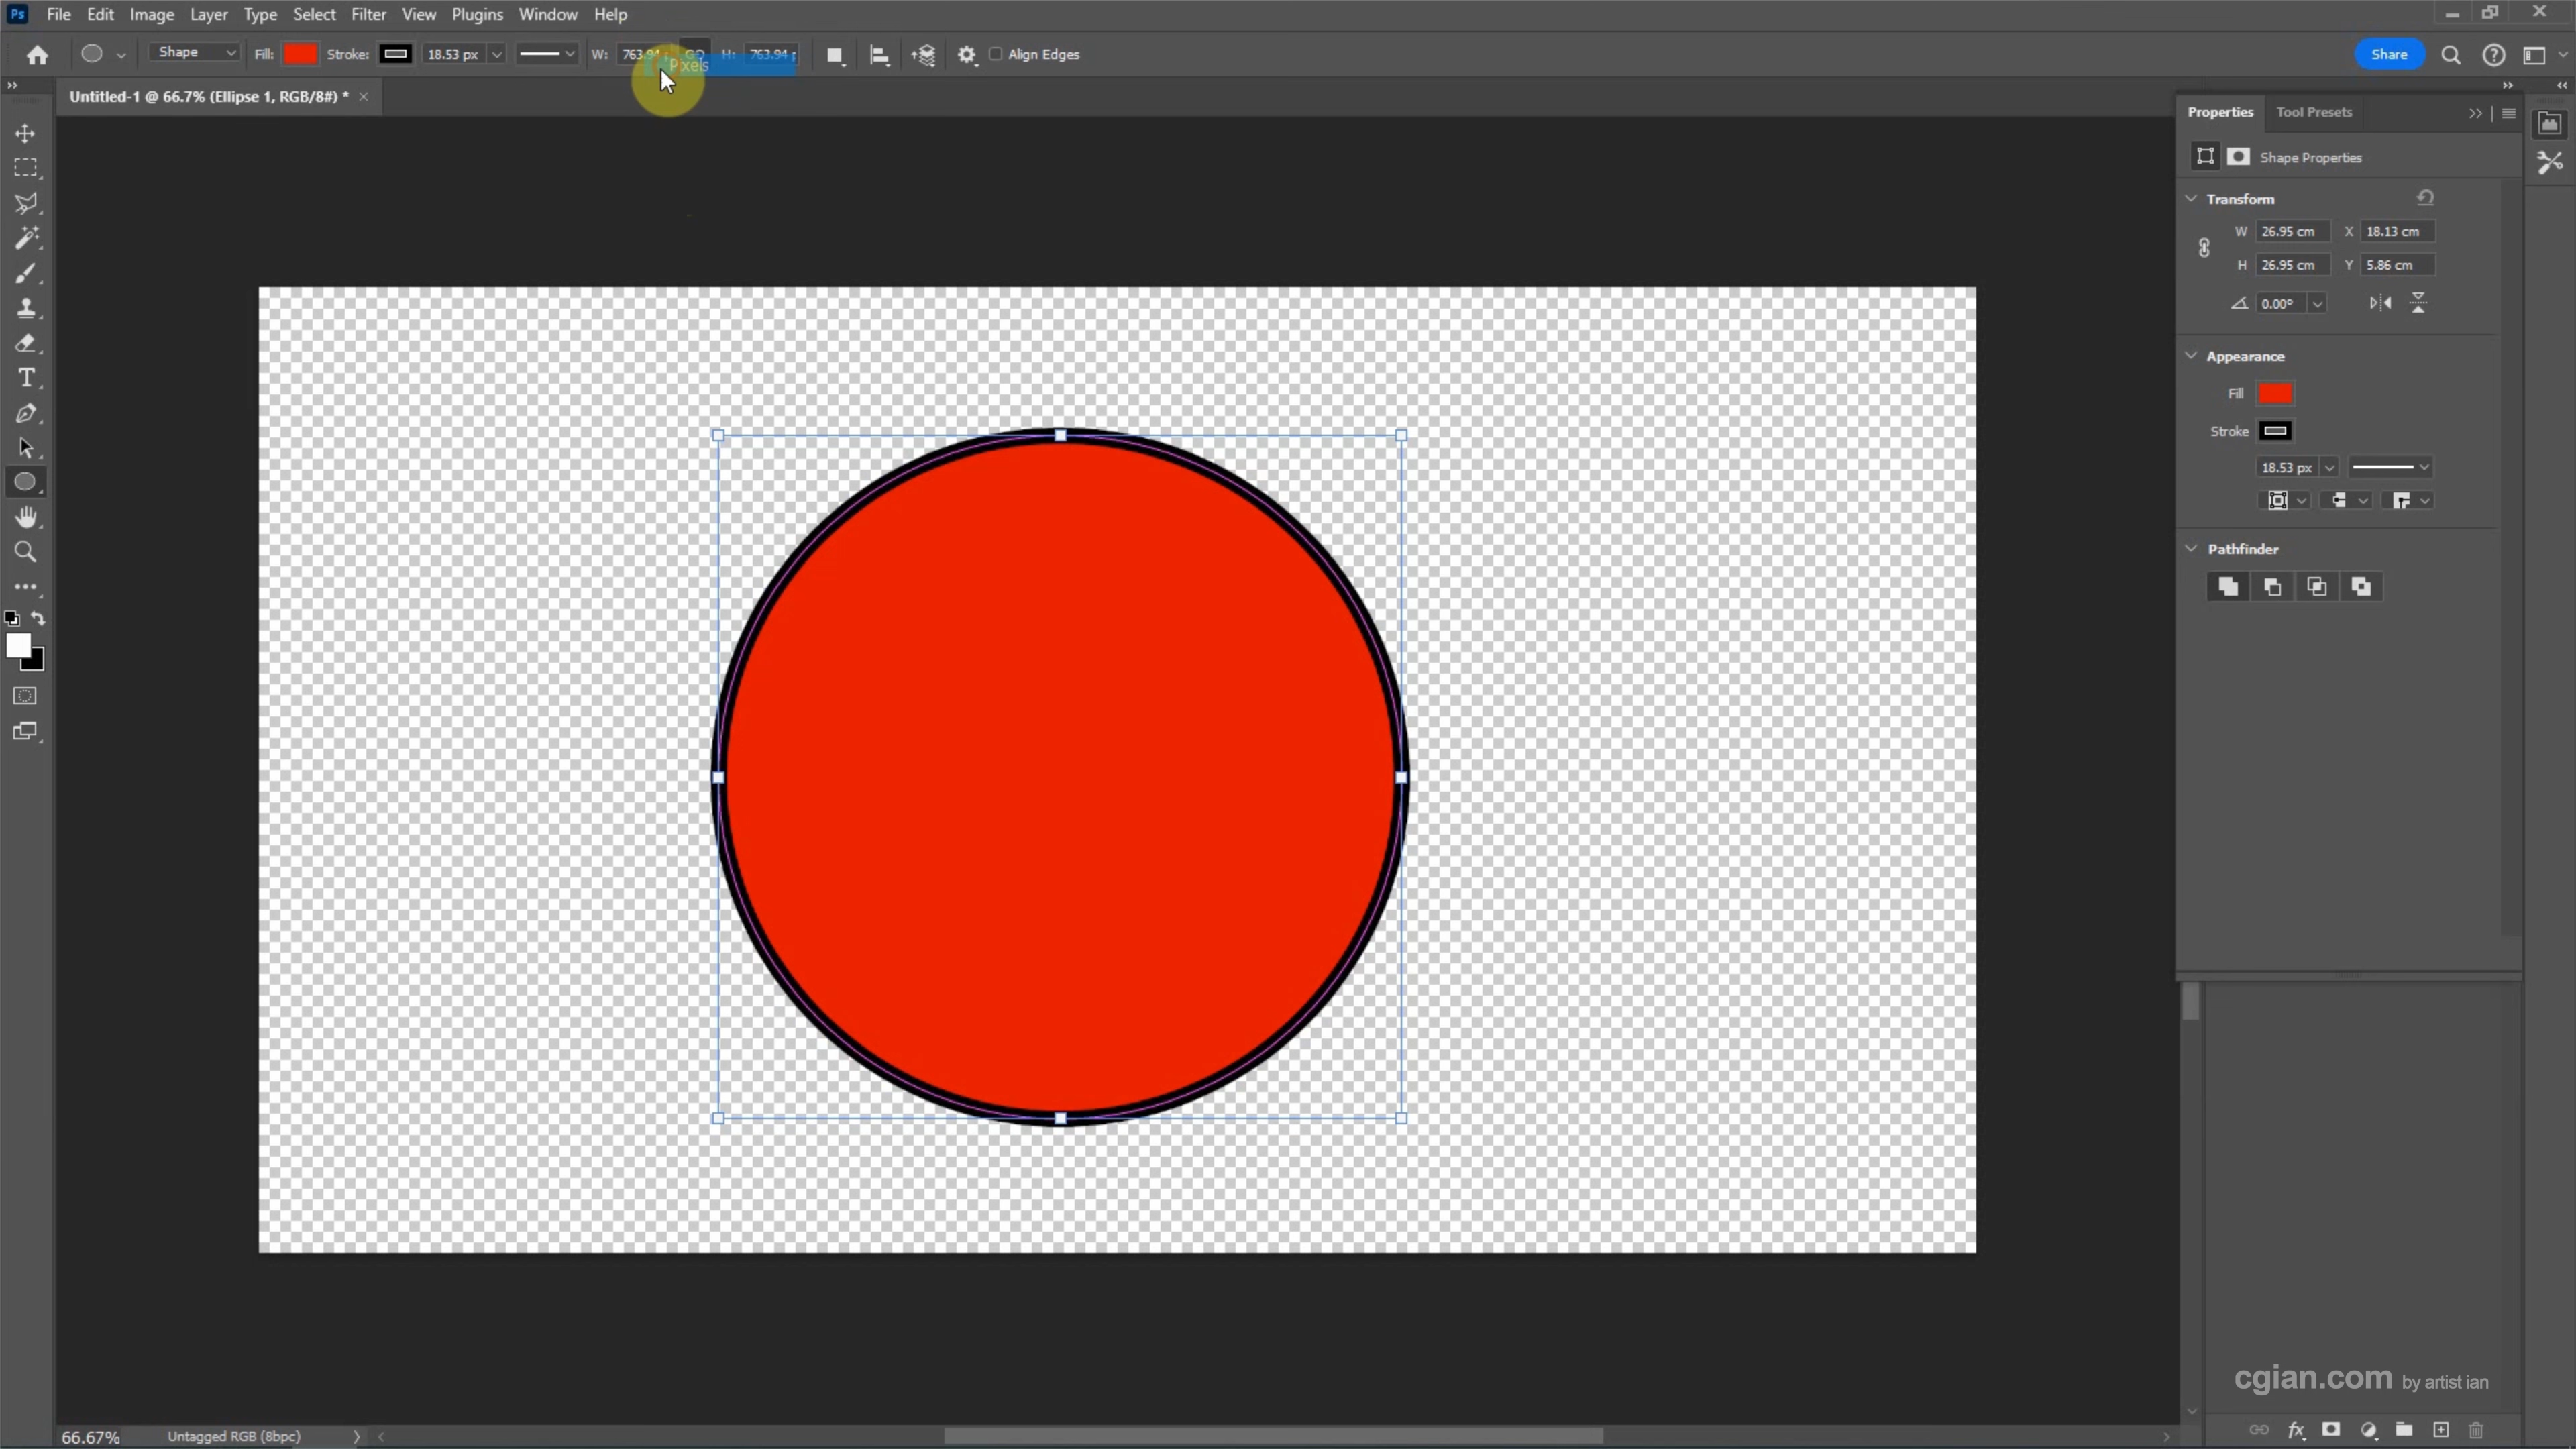 Ps File Edit Image Layer Type Select Filter View Plugins Window Help
Shape Fill: Stroke: 18.53 px W: 763.94 H: 763.94 Align Edges Share
Pixels
Untitled-1 @ 66.7% (Ellipse 1, RGB/8#) * ×
Properties Tool Presets
Shape Properties
Transform
W 26.95 cm X 18.13 cm
H 26.95 cm Y 5.86 cm
0.00°
Appearance
Fill
Stroke
18.53 px
Pathfinder
T
cgian.com by artist ian
66.67% Untagged RGB (8bpc)
fx